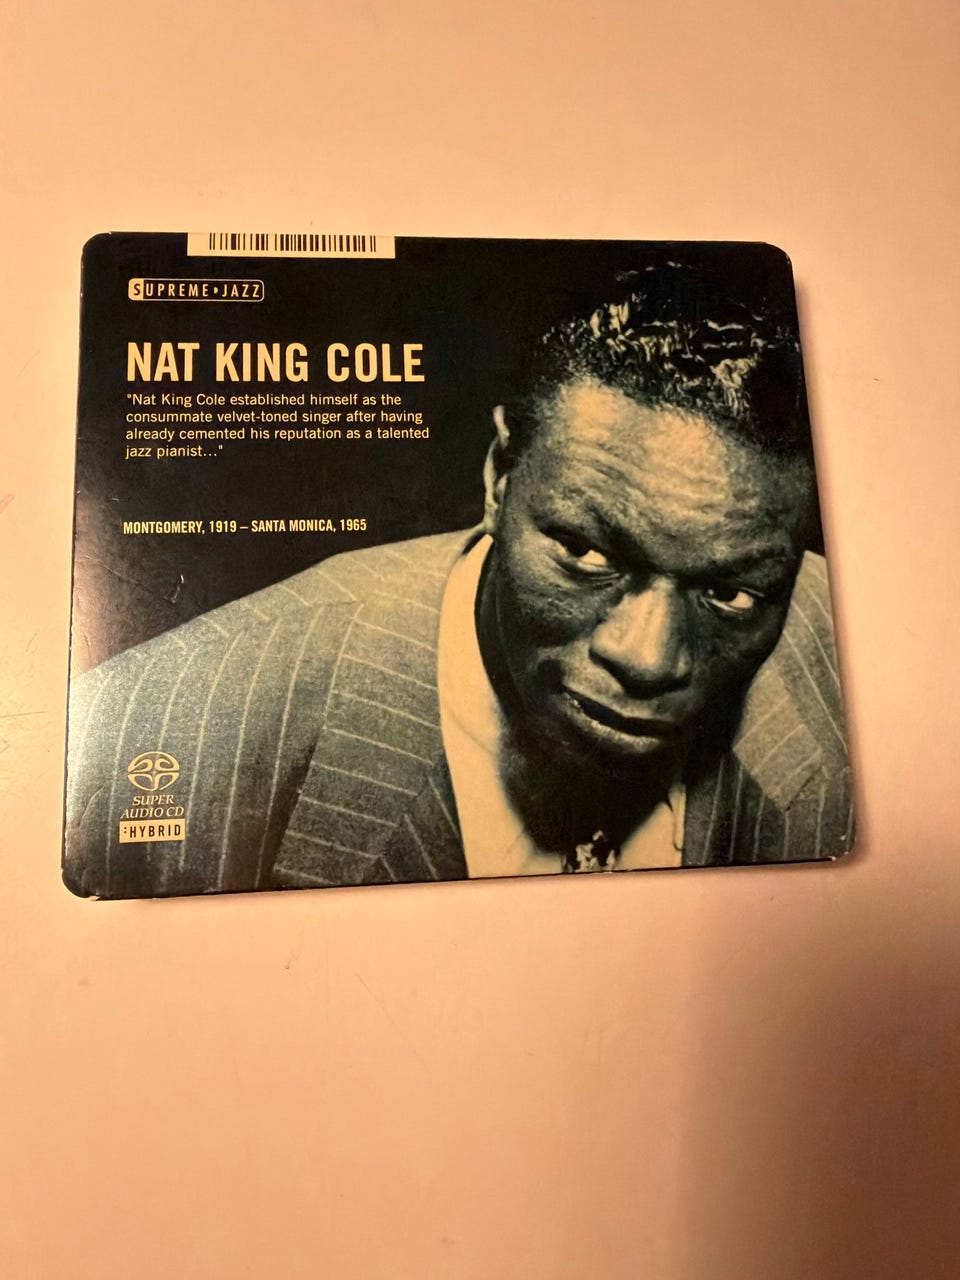 SUPREME•JAZZ
NAT KING COLE
"Nat King Cole established himself as the
consummate velvet-toned singer after having
already cemented his reputation as a talented
jazz pianist..."
MONTGOMERY, 1919 – SANTA MONICA, 1965
SUPER
AUDIO CD
:HYBRID